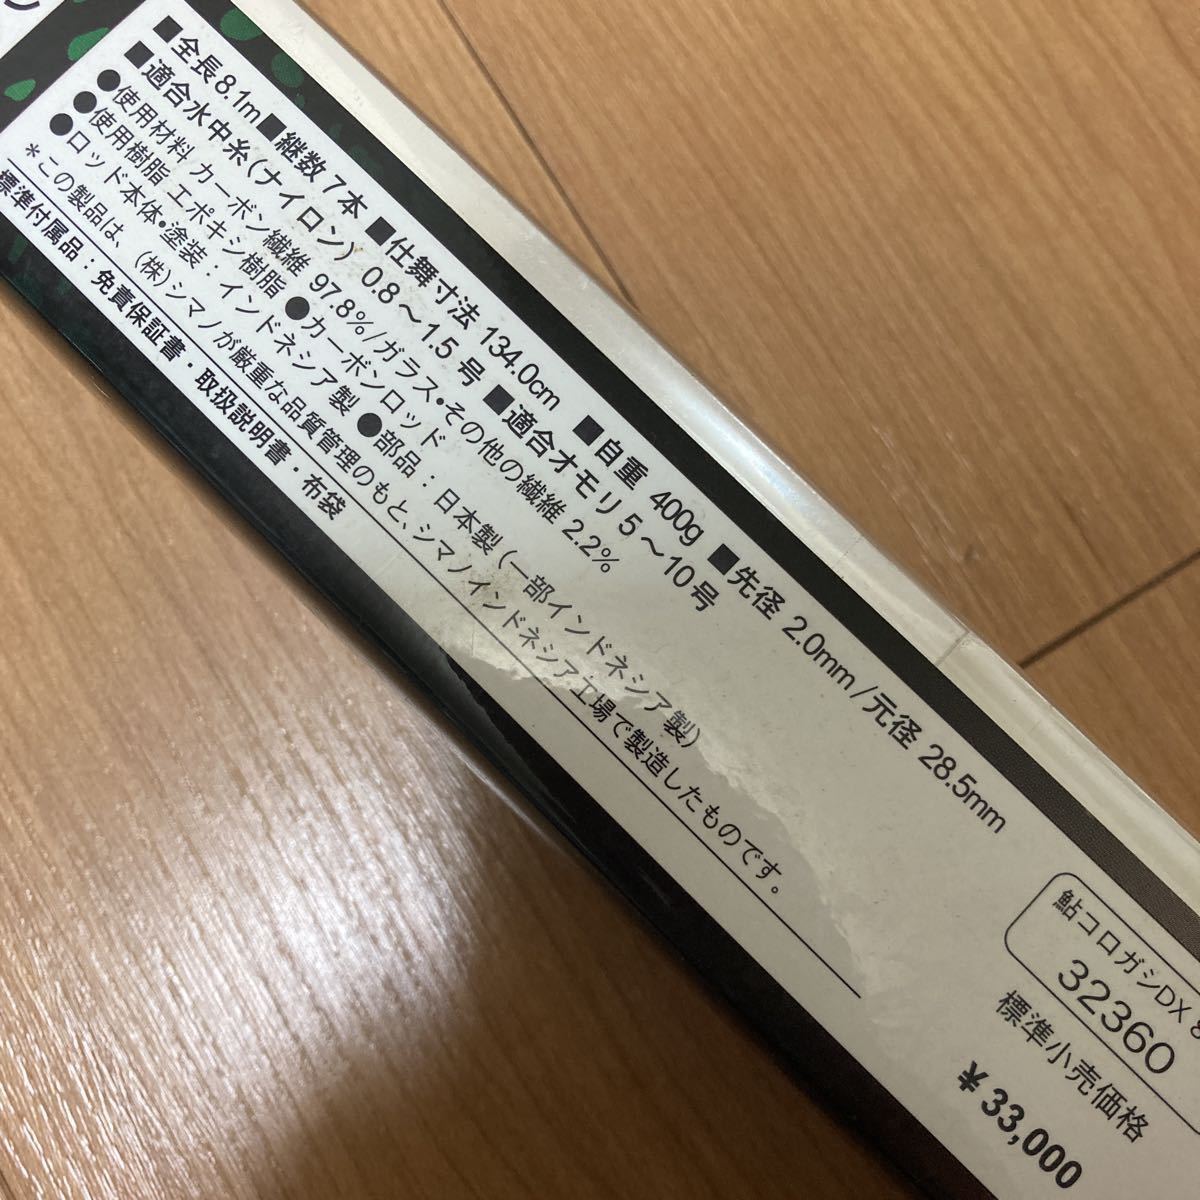 ■全長8.1m■継数7本■仕舞寸法134.0cm ■自重 400g ■先径 2.0mm/元径 28.5mm
■適合水中糸(ナイロン) 0.8〜1.5号 ■適合オモリ5〜10号
●使用材料 カーボン繊維 97.8%/ガラス・その他の繊維 2.2%
●使用樹脂 エポキシ樹脂 ●カーボンロッド
●ロッド本体・塗装:インドネシア製 ●部品:日本製(一部インドネシア製)
*この製品は、(株)シマノが厳重な品質管理のもと、シマノインドネシア工場で製造したものです。
標準付属品:免責保証書・取扱説明書・布袋
鮎コロガシDX
32360
標準小売価格
¥33,000